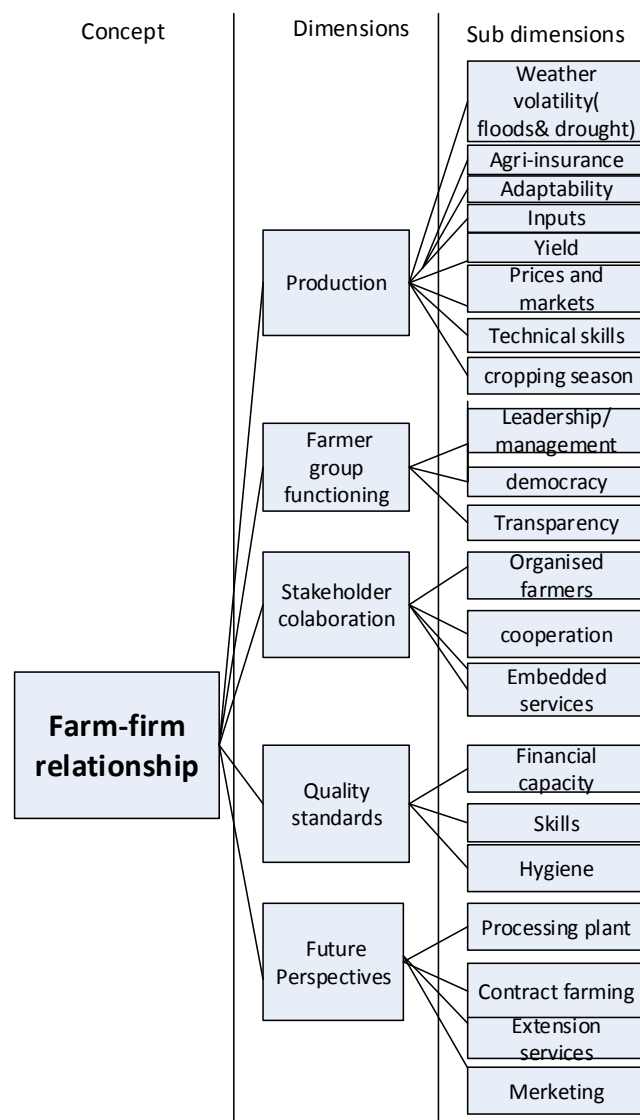 Concept
Dimensions
Sub dimensions
Weather
volatility(
floods& drought)
Agri-insurance
Adaptability
Inputs
Yield
Prices and
markets
Technical skills
cropping season
Production
Leadership/
management
democracy
Transparency
Farmer
group
functioning
Organised
farmers
cooperation
Embedded
services
Stakeholder
colaboration
Farm-firm
relationship
Financial
capacity
Skills
Hygiene
Quality
standards
Processing plant
Contract farming
Extension
services
Merketing
Future
Perspectives